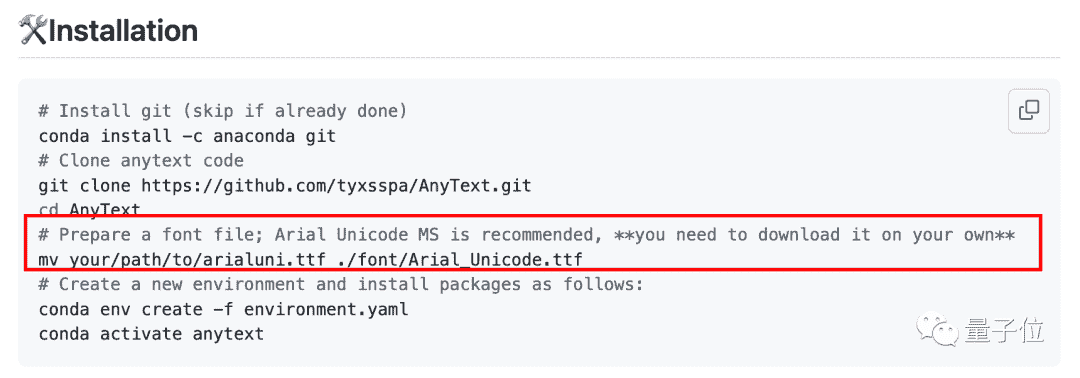 🛠Installation
# Install git (skip if already done)
conda install -c anaconda git
# Clone anytext code
git clone https://github.com/tyxsspa/AnyText.git
cd AnyText
# Prepare a font file; Arial Unicode MS is recommended, **you need to download it on your own**
mv your/path/to/arialuni.ttf ./font/Arial_Unicode.ttf
# Create a new environment and install packages as follows:
conda env create -f environment.yaml
conda activate anytext
量子位